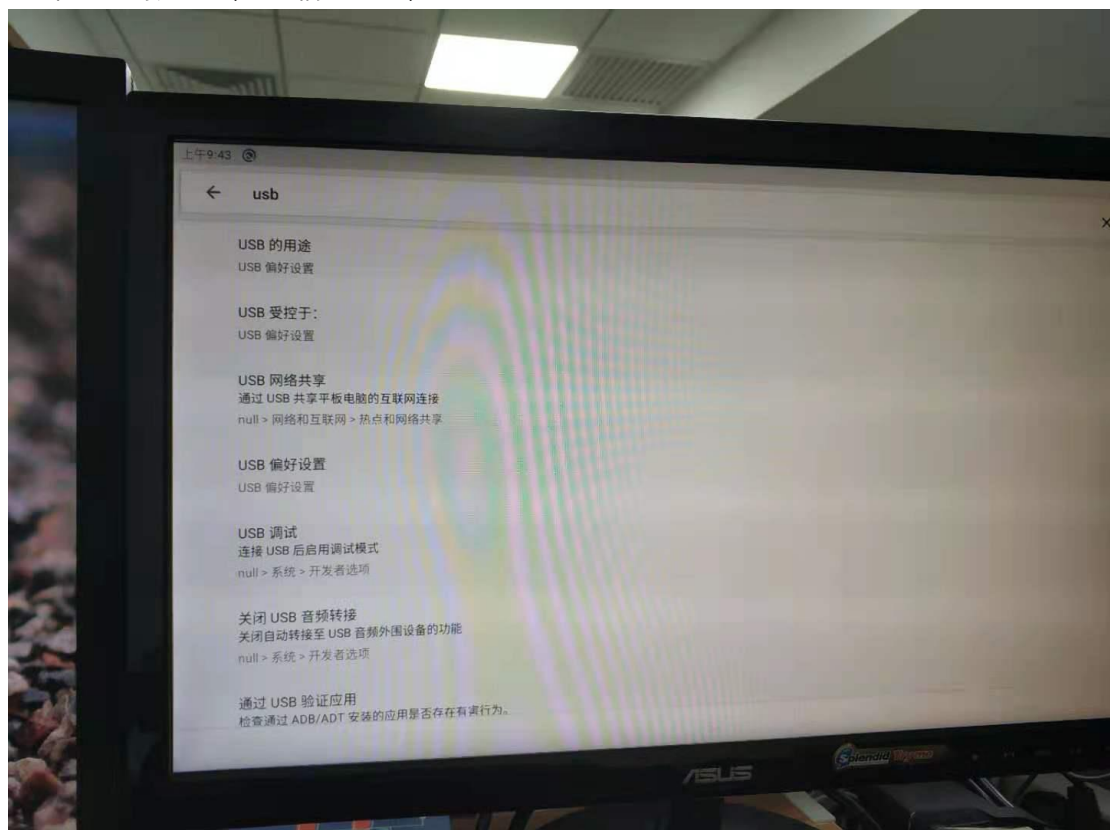 上午9:43
usb
USB 的用途
USB 偏好设置
USB 受控于：
USB 偏好设置
USB 网络共享
通过 USB 共享平板电脑的互联网连接
null > 网络和互联网 > 热点和网络共享
USB 偏好设置
USB 偏好设置
USB 调试
连接 USB 后启用调试模式
null > 系统 > 开发者选项
关闭 USB 音频转接
关闭自动转接至 USB 音频外围设备的功能
null > 系统 > 开发者选项
通过 USB 验证应用
检查通过 ADB/ADT 安装的应用是否存在有害行为。
ASUS
Splendid